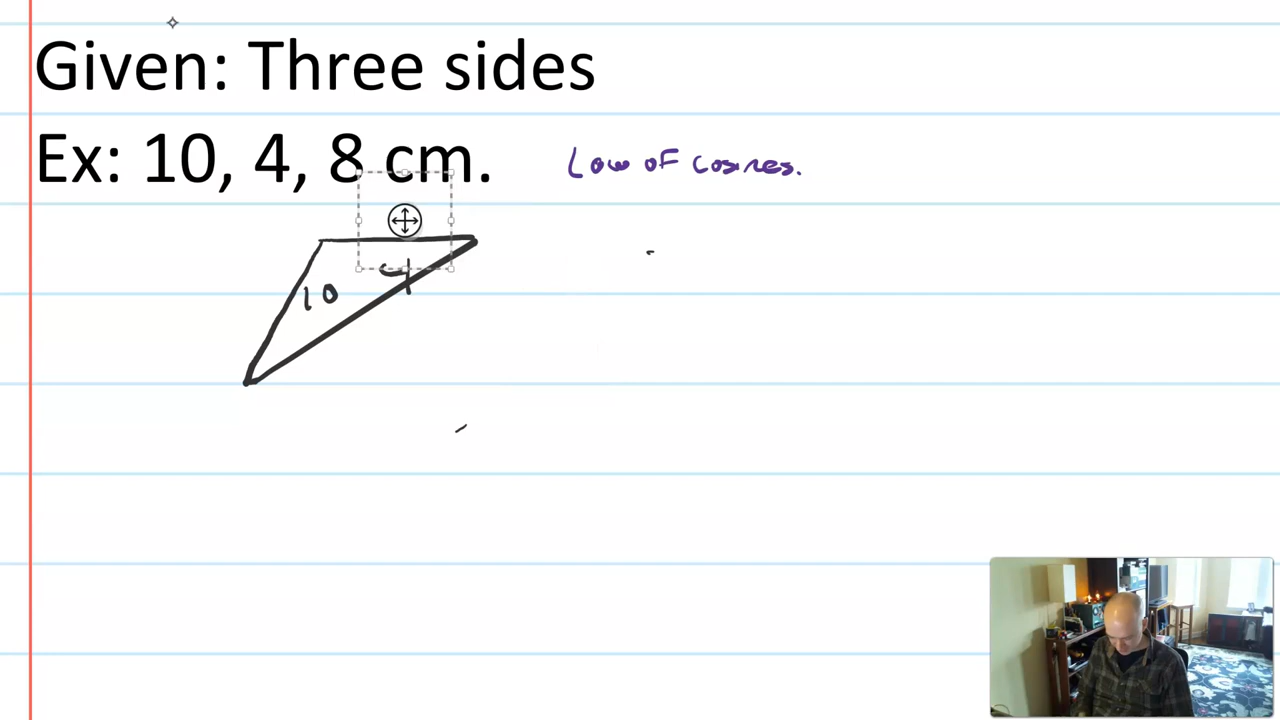 Given: Three sides
Ex: 10, 4, 8 cm.
Law of cosines.
4
10